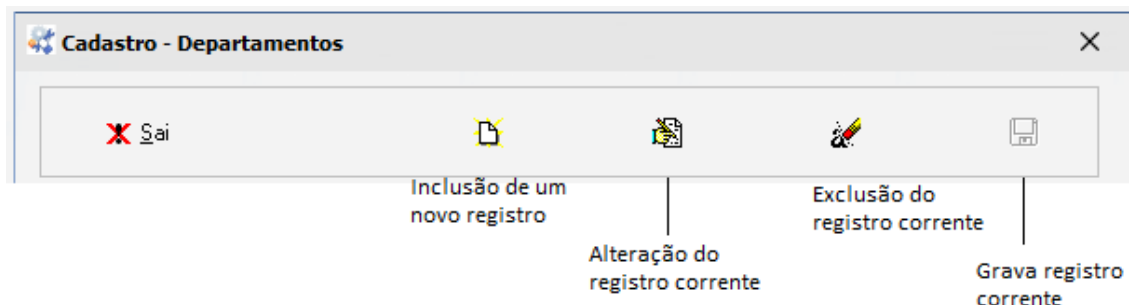 Cadastro - Departamentos
Sai
Inclusão de um
novo registro
Alteração do
registro corrente
Exclusão do
registro corrente
Grava registro
corrente